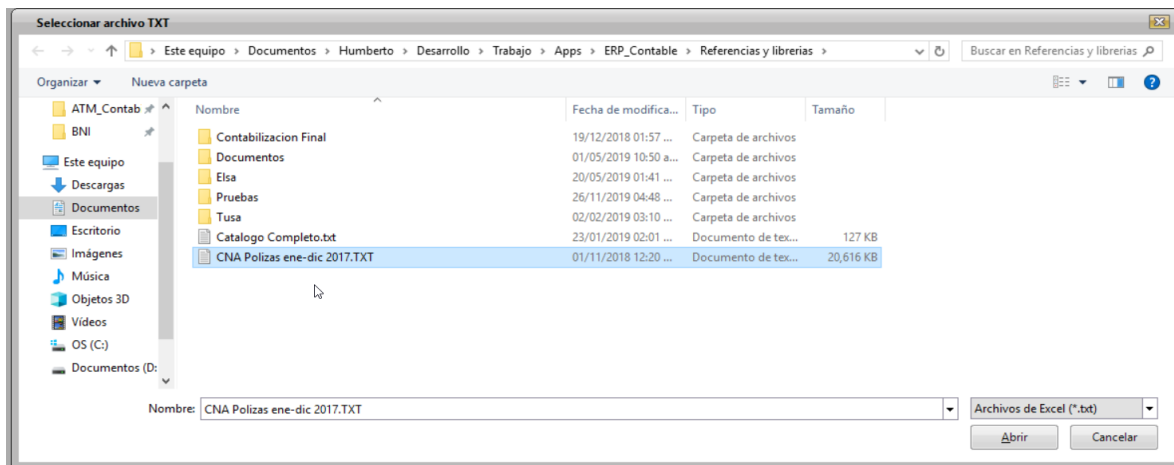 Seleccionar archivo TXT
Este equipo > Documentos > Humberto > Desarrollo > Trabajo > Apps > ERP_Contable > Referencias y librerias >
Buscar en Referencias y librerias
Organizar
Nueva carpeta
ATM_Contab
BNI
Este equipo
Descargas
Documentos
Escritorio
Imágenes
Música
Objetos 3D
Vídeos
OS (C:)
Documentos (D:
Nombre Fecha de modifica... Tipo Tamaño
Contabilizacion Final 19/12/2018 01:57 ... Carpeta de archivos
Documentos 01/05/2019 10:50 a... Carpeta de archivos
Elsa 20/05/2019 01:41 ... Carpeta de archivos
Pruebas 26/11/2019 04:48 ... Carpeta de archivos
Tusa 02/02/2019 03:10 ... Carpeta de archivos
Catalogo Completo.txt 23/01/2019 02:01 ... Documento de tex... 127 KB
CNA Polizas ene-dic 2017.TXT 01/11/2018 12:20 ... Documento de tex... 20,616 KB
Nombre: CNA Polizas ene-dic 2017.TXT
Archivos de Excel (*.txt)
Abrir
Cancelar